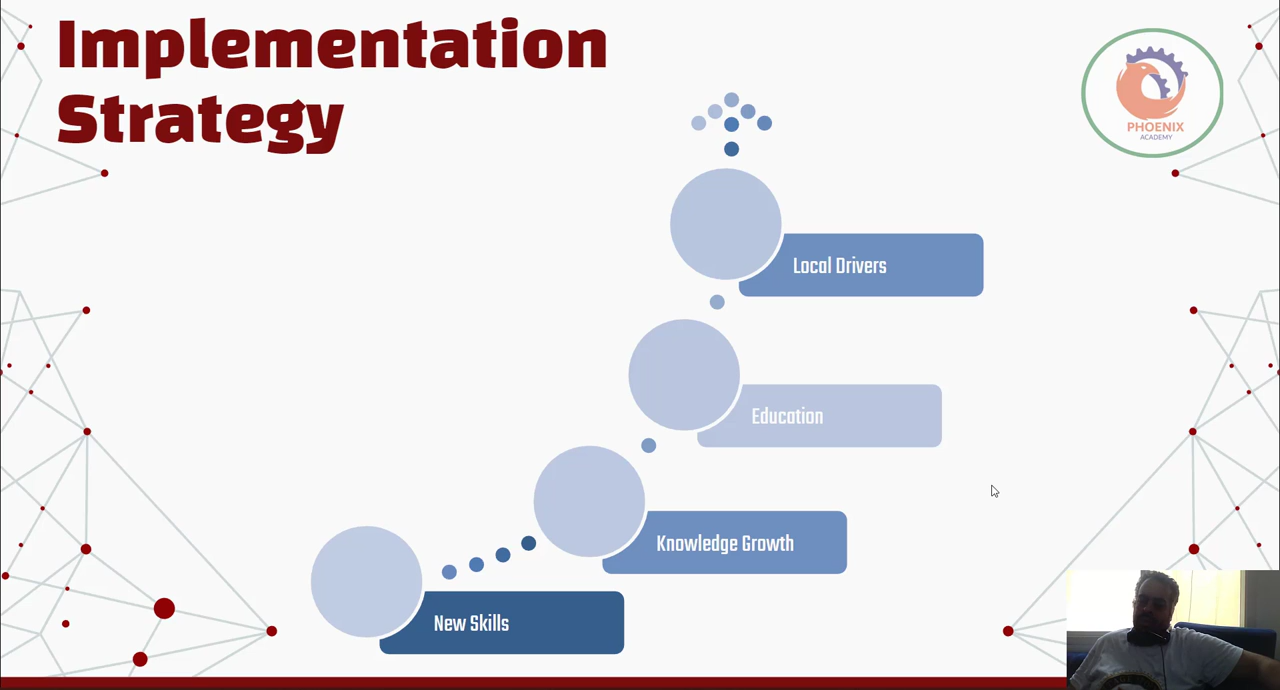 Implementation
Strategy
PHOENIX
ACADEMY
Local Drivers
Education
Knowledge Growth
New Skills